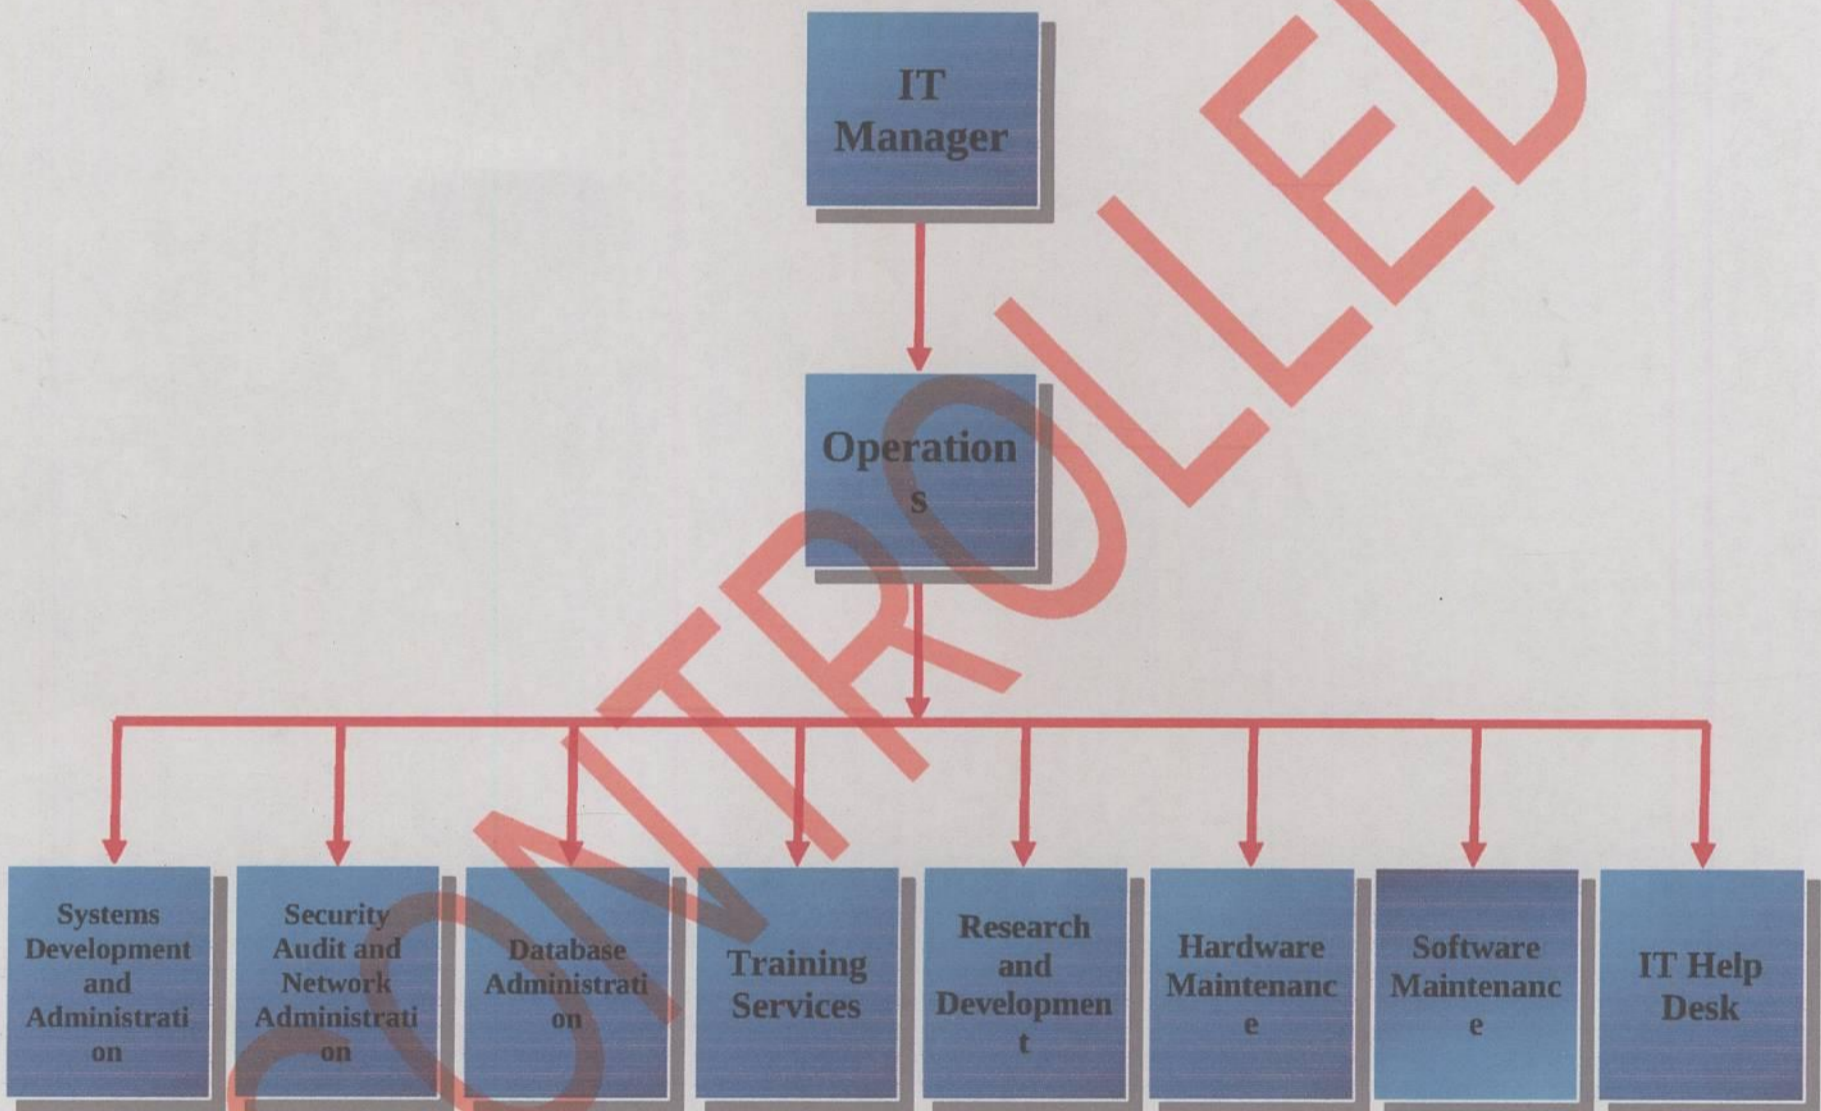 IT
Manager
Operation
s
Systems
Development
and
Administrati
on
Security
Audit and
Network
Administrati
on
Database
Administrati
on
Training
Services
Research
and
Developmen
t
Hardware
Maintenanc
e
Software
Maintenanc
e
IT Help
Desk
CONTROLLED